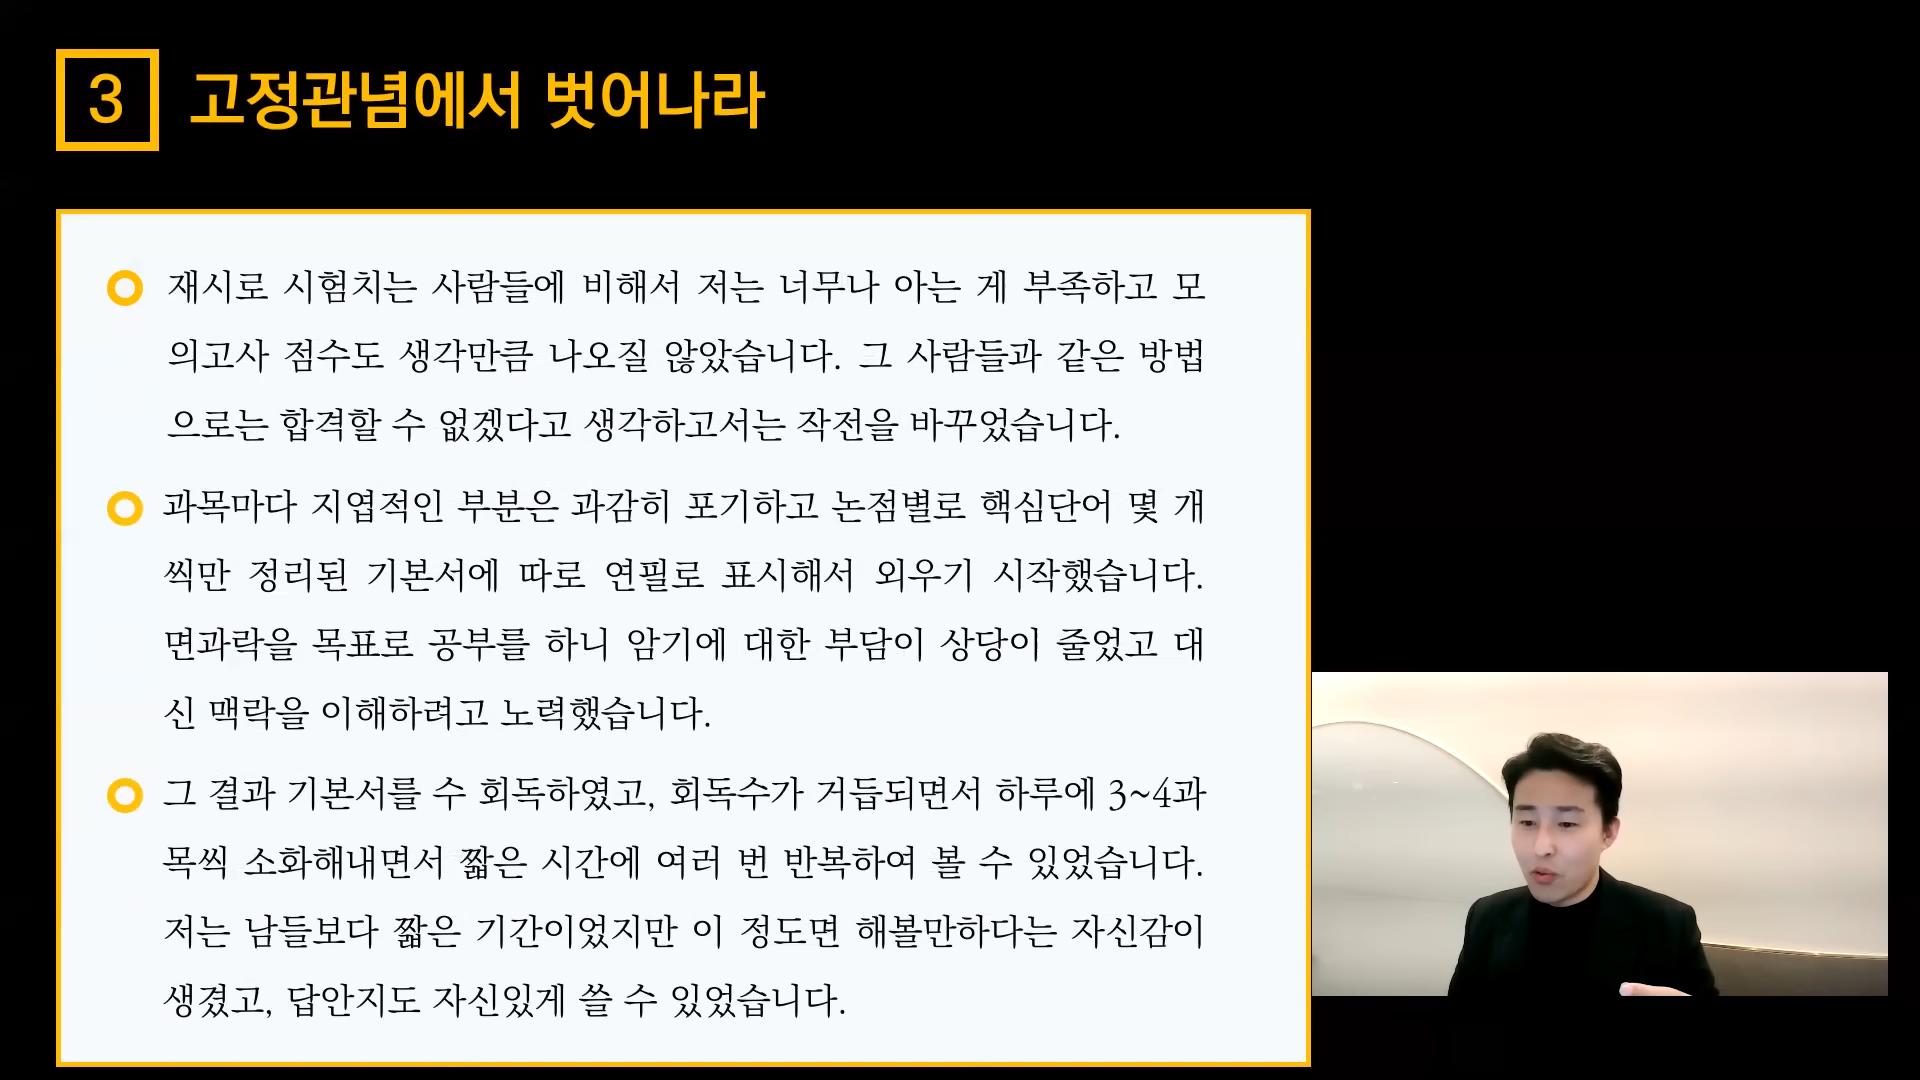 3 고정관념에서 벗어나라
재시로 시험치는 사람들에 비해서 저는 너무나 아는 게 부족하고 모
의고사 점수도 생각만큼 나오질 않았습니다. 그 사람들과 같은 방법
으로는 합격할 수 없겠다고 생각하고서는 작전을 바꾸었습니다.
과목마다 지엽적인 부분은 과감히 포기하고 논점별로 핵심단어 몇 개
씩만 정리된 기본서에 따로 연필로 표시해서 외우기 시작했습니다.
면과락을 목표로 공부를 하니 암기에 대한 부담이 상당이 줄었고 대
신 맥락을 이해하려고 노력했습니다.
그 결과 기본서를 수 회독하였고, 회독수가 거듭되면서 하루에 3~4과
목씩 소화해내면서 짧은 시간에 여러 번 반복하여 볼 수 있었습니다.
저는 남들보다 짧은 기간이었지만 이 정도면 해볼만하다는 자신감이
생겼고, 답안지도 자신있게 쓸 수 있었습니다.